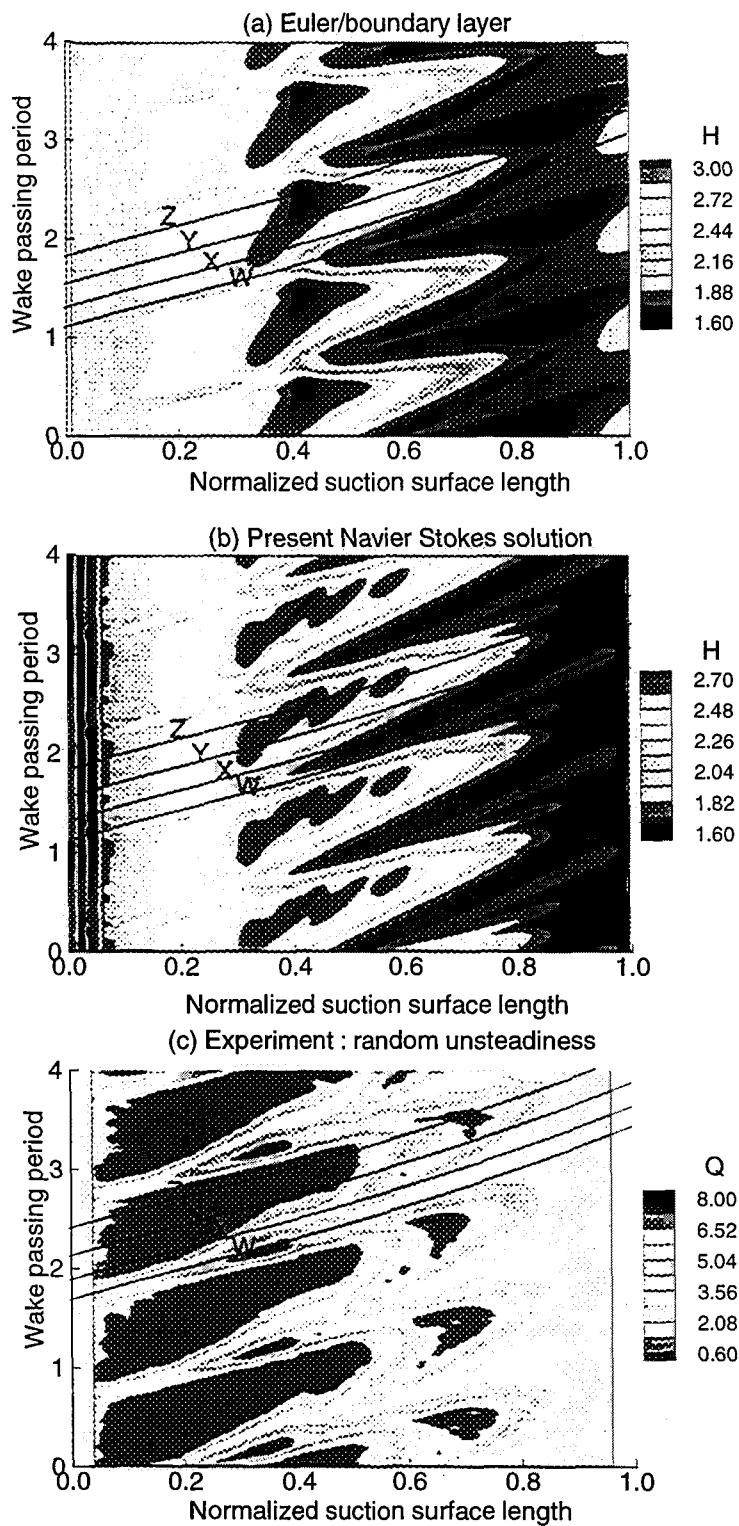 (a) Euler/boundary layer
Wake passing period
4
3
2
1
0
Z
Y
X
W
0.0 0.2 0.4 0.6 0.8 1.0
Normalized suction surface length
H
3.00
2.72
2.44
2.16
1.88
1.60
(b) Present Navier Stokes solution
Wake passing period
4
3
2
1
0
Z
Y
X
W
0.0 0.2 0.4 0.6 0.8 1.0
Normalized suction surface length
H
2.70
2.48
2.26
2.04
1.82
1.60
(c) Experiment : random unsteadiness
Wake passing period
4
3
2
1
0
W
0.0 0.2 0.4 0.6 0.8 1.0
Normalized suction surface length
Q
8.00
6.52
5.04
3.56
2.08
0.60